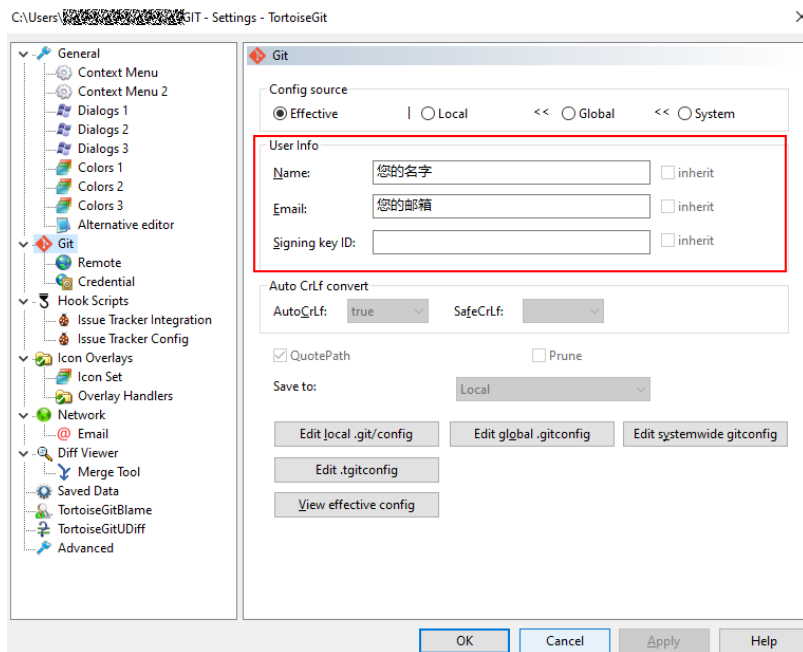 C:\Users\ GIT - Settings - TortoiseGit
General
Context Menu
Context Menu 2
Dialogs 1
Dialogs 2
Dialogs 3
Colors 1
Colors 2
Colors 3
Alternative editor
Git
Remote
Credential
Hook Scripts
Issue Tracker Integration
Issue Tracker Config
Icon Overlays
Icon Set
Overlay Handlers
Network
Email
Diff Viewer
Merge Tool
Saved Data
TortoiseGitBlame
TortoiseGitUDiff
Advanced
Git
Config source
Effective | Local << Global << System
User Info
Name: 您的名字 inherit
Email: 您的邮箱 inherit
Signing key ID: inherit
Auto CrLf convert
AutoCrLf: true SafeCrLf:
QuotePath Prune
Save to: Local
Edit local .git/config Edit global .gitconfig Edit systemwide gitconfig
Edit .tgitconfig
View effective config
OK Cancel Apply Help